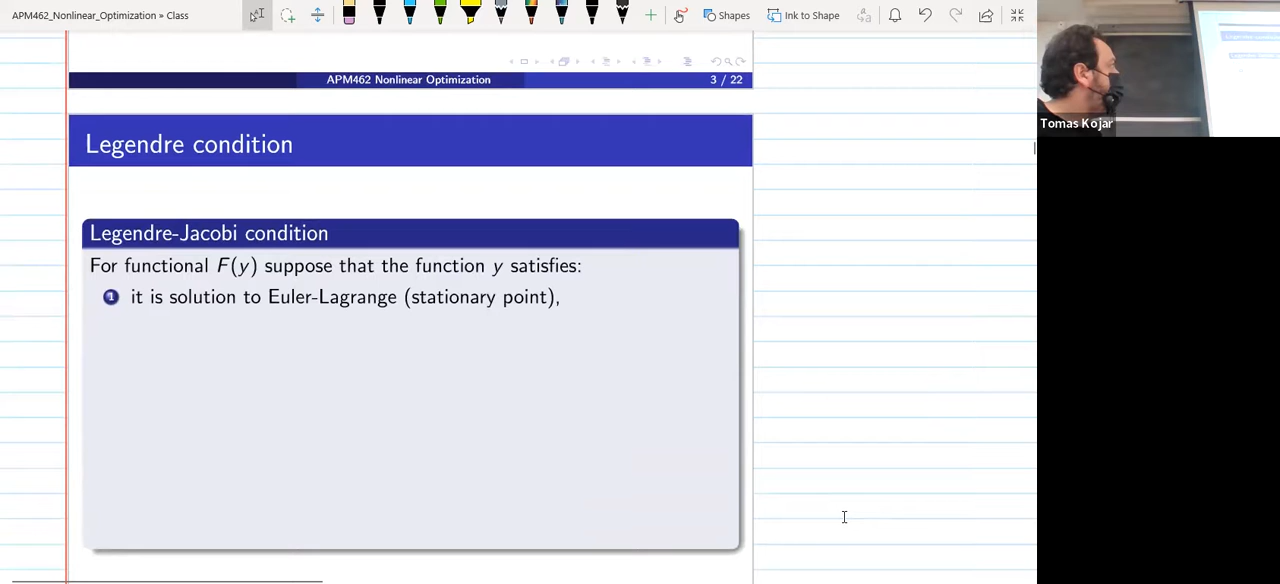 APM462_Nonlinear_Optimization » Class
Shapes
Ink to Shape
APM462 Nonlinear Optimization
3 / 22
Tomas Kojar
Legendre condition
Legendre-Jacobi condition
For functional F(y) suppose that the function y satisfies:
1 it is solution to Euler-Lagrange (stationary point),